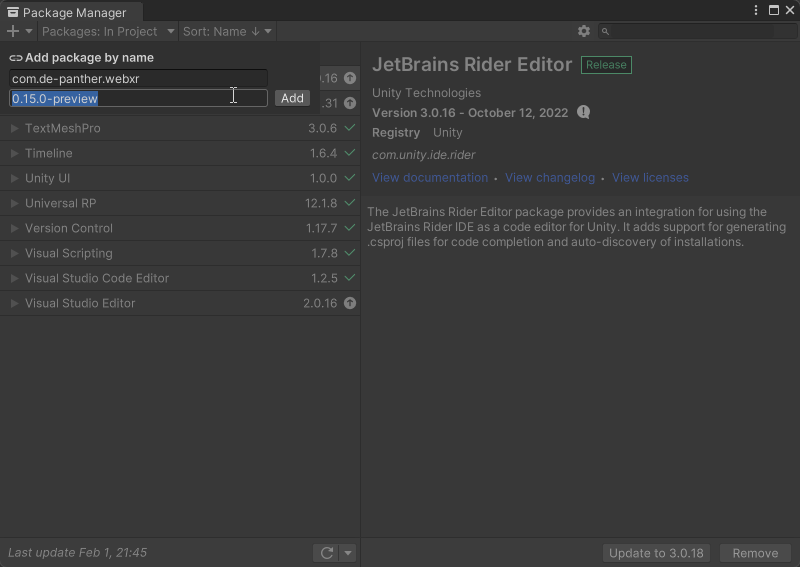 Package Manager
Packages: In Project
Sort: Name ↓
Add package by name
com.de-panther.webxr
0.15.0-preview
Add
.16
.31
TextMeshPro 3.0.6
Timeline 1.6.4
Unity UI 1.0.0
Universal RP 12.1.8
Version Control 1.17.7
Visual Scripting 1.7.8
Visual Studio Code Editor 1.2.5
Visual Studio Editor 2.0.16
Last update Feb 1, 21:45
JetBrains Rider Editor Release
Unity Technologies
Version 3.0.16 - October 12, 2022
Registry Unity
com.unity.ide.rider
View documentation • View changelog • View licenses
The JetBrains Rider Editor package provides an integration for using the
JetBrains Rider IDE as a code editor for Unity. It adds support for generating
.csproj files for code completion and auto-discovery of installations.
Update to 3.0.18
Remove